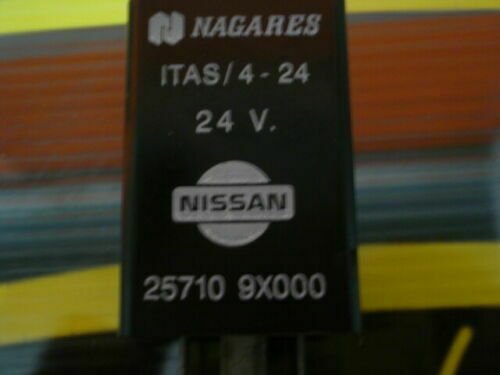 NAGARES
ITAS/4-24
24 V.
NISSAN
25710 9X000